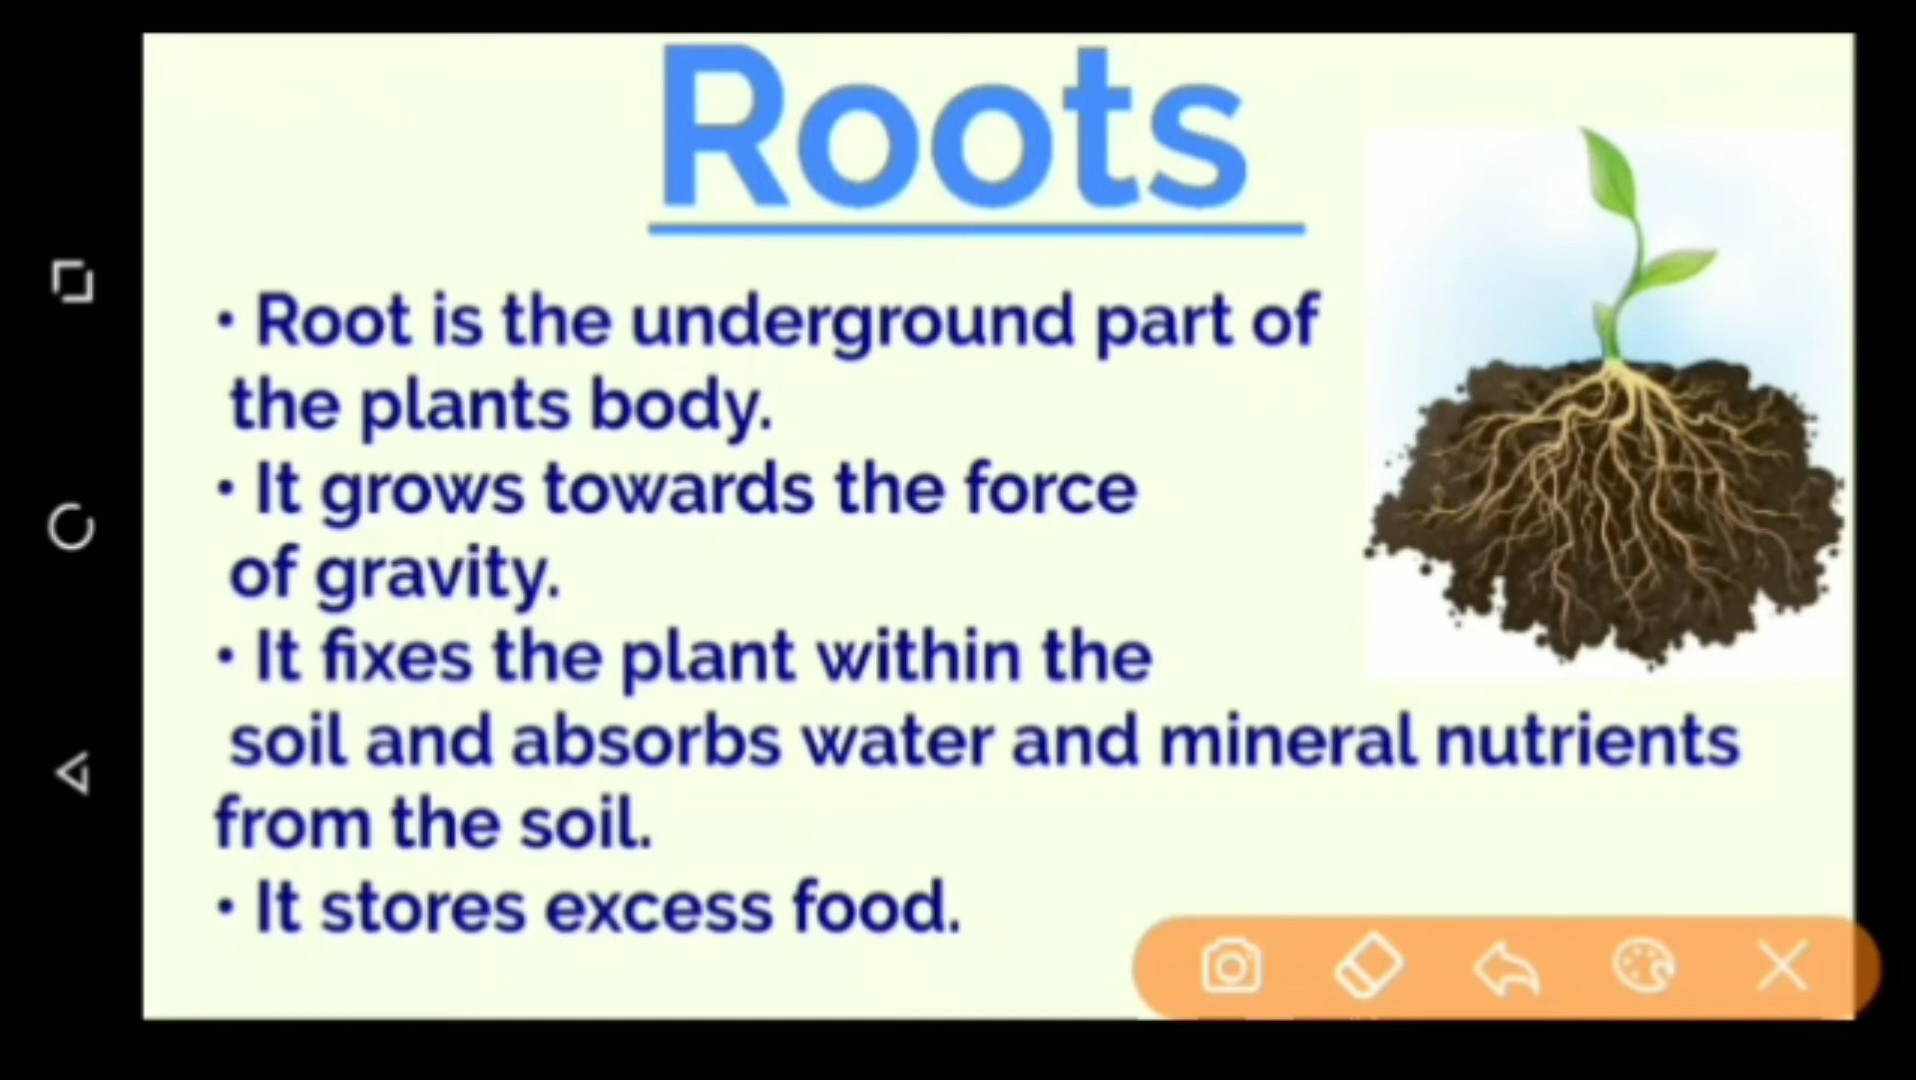 Roots
• Root is the underground part of
the plants body.
• It grows towards the force
of gravity.
• It fixes the plant within the
soil and absorbs water and mineral nutrients
from the soil.
• It stores excess food.